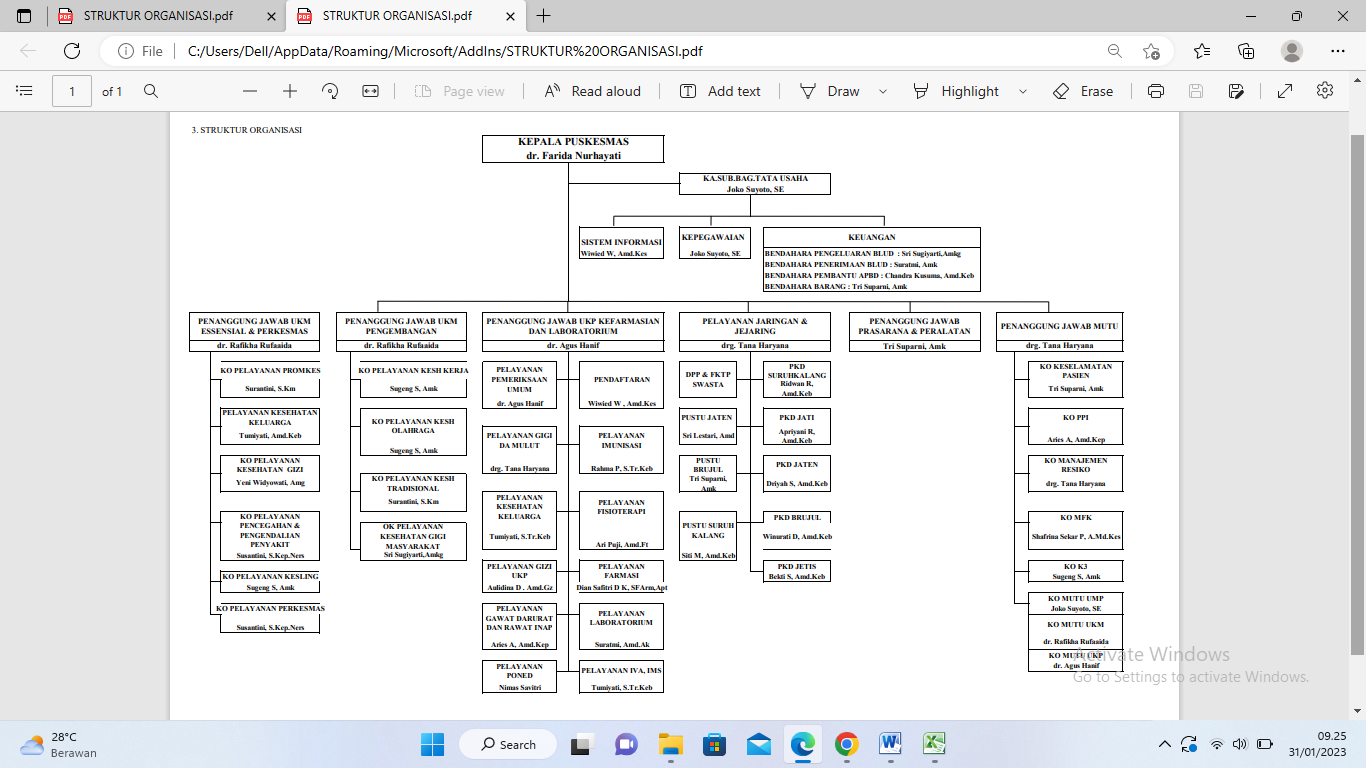 STRUKTUR ORGANISASI.pdf
STRUKTUR ORGANISASI.pdf
File
C:/Users/Dell/AppData/Roaming/Microsoft/AddIns/STRUKTUR%20ORGANISASI.pdf
1 of 1
Page view
Read aloud
Add text
Draw
Highlight
Erase
3. STRUKTUR ORGANISASI
KEPALA PUSKESMAS
dr. Farida Nurhayati
KA.SUB.BAG.TATA USAHA
Joko Suyoto, SE
SISTEM INFORMASI
Wiwied W, Amd.Kes
KEPEGAWAIAN
Joko Suyoto, SE
KEUANGAN
BENDAHARA PENGELUARAN BLUD : Sri Sugiyarti,Amkg
BENDAHARA PENERIMAAN BLUD : Suratmi, Amk
BENDAHARA PEMBANTU APBD : Chandra Kusuma, Amd.Keb
BENDAHARA BARANG : Tri Suparni, Amk
PENANGGUNG JAWAB UKM
ESSENSIAL & PERKESMAS
dr. Rafikha Rufaaida
KO PELAYANAN PROMKES
Surantini, S.Km
PELAYANAN KESEHATAN
KELUARGA
Tumiyati, Amd.Keb
KO PELAYANAN
KESEHATAN GIZI
Yeni Widyowati, Amg
KO PELAYANAN
PENCEGAHAN &
PENGENDALIAN
PENYAKIT
Susantini, S.Kep.Ners
KO PELAYANAN KESLING
Sugeng S, Amk
KO PELAYANAN PERKESMAS
Susantini, S.Kep.Ners
PENANGGUNG JAWAB UKM
PENGEMBANGAN
dr. Rafikha Rufaaida
KO PELAYANAN KESH KERJA
Sugeng S, Amk
KO PELAYANAN KESH
OLAHRAGA
Sugeng S, Amk
KO PELAYANAN KESH
TRADISIONAL
Surantini, S.Km
OK PELAYANAN
KESEHATAN GIGI
MASYARAKAT
Sri Sugiyarti,Amkg
PENANGGUNG JAWAB UKP KEFARMASIAN
DAN LABORATORIUM
dr. Agus Hanif
PELAYANAN
PEMERIKSAAN
UMUM
dr. Agus Hanif
PELAYANAN GIGI
DA MULUT
drg. Tana Haryana
PELAYANAN
KESEHATAN
KELUARGA
Tumiyati, S.Tr.Keb
PELAYANAN GIZI
UKP
Aulidina D . Amd.Gz
PELAYANAN
GAWAT DARURAT
DAN RAWAT INAP
Aries A, Amd.Kep
PELAYANAN
PONED
Nimas Savitri
PENDAFTARAN
Wiwied W , Amd.Kes
PELAYANAN
IMUNISASI
Rahma P, S.Tr.Keb
PELAYANAN
FISIOTERAPI
Ari Puji, Amd.Ft
PELAYANAN
FARMASI
Dian Safitri D K, SFArm,Apt
PELAYANAN
LABORATORIUM
Suratmi, Amd.Ak
PELAYANAN IVA, IMS
Tumiyati, S.Tr.Keb
PELAYANAN JARINGAN &
JEJARING
drg. Tana Haryana
DPP & FKTP
SWASTA
PUSTU JATEN
Sri Lestari, Amd
PUSTU
BRUJUL
Tri Suparni,
Amk
PUSTU SURUH
KALANG
Siti M, Amd.Keb
PKD
SURUHKALANG
Ridwan R,
Amd.Keb
PKD JATI
Apriyani R,
Amd.Keb
PKD JATEN
Driyah S, Amd.Keb
PKD BRUJUL
Winurati D, Amd.Keb
PKD JETIS
Bekti S, Amd.Keb
PENANGGUNG JAWAB
PRASARANA & PERALATAN
Tri Suparni, Amk
PENANGGUNG JAWAB MUTU
drg. Tana Haryana
KO KESELAMATAN
PASIEN
Tri Suparni, Amk
KO PPI
Aries A, Amd.Kep
KO MANAJEMEN
RESIKO
drg. Tana Haryana
KO MFK
Shafrina Sekar P, A.Md.Kes
KO K3
Sugeng S, Amk
KO MUTU UMP
Joko Suyoto, SE
KO MUTU UKM
dr. Rafikha Rufaaida
KO MUTU UKP
dr. Agus Hanif
Activate Windows
Go to Settings to activate Windows.
28°C
Berawan
Search
09.25
31/01/2023